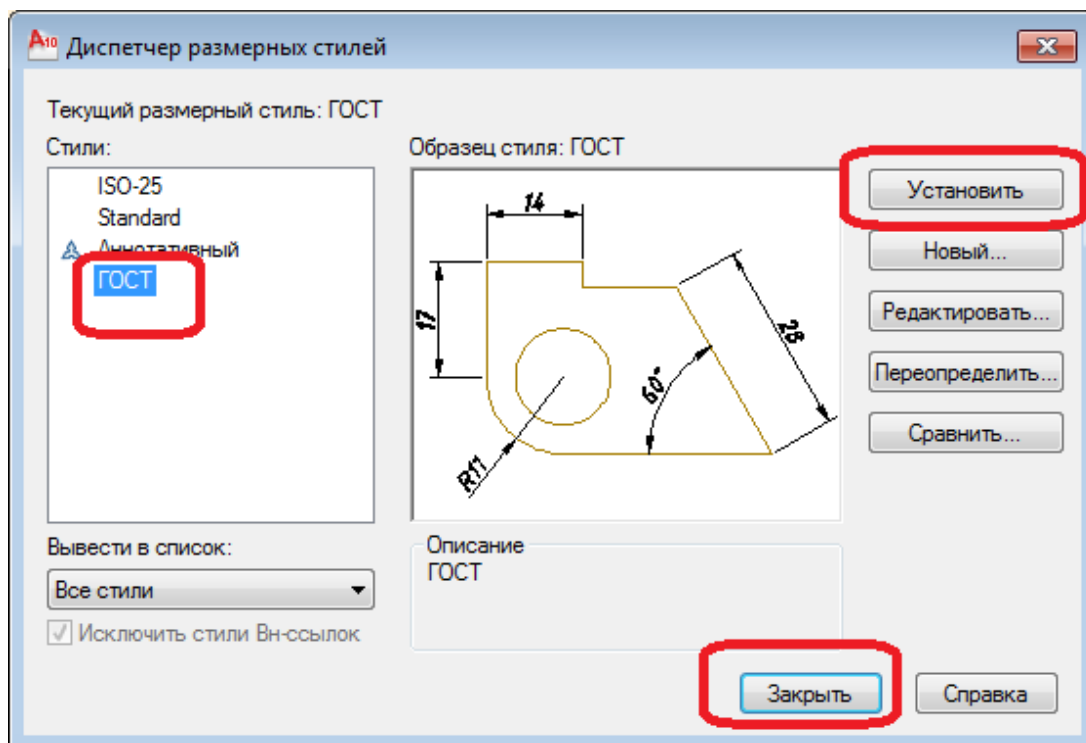 A10 Диспетчер размерных стилей
Текущий размерный стиль: ГОСТ
Стили:
ISO-25
Standard
Аннотативный
ГОСТ
Вывести в список:
Все стили
Исключить стили Вн-ссылок
Образец стиля: ГОСТ
14
17
28
60°
R11
Описание
ГОСТ
Установить
Новый...
Редактировать...
Переопределить...
Сравнить...
Закрыть
Справка